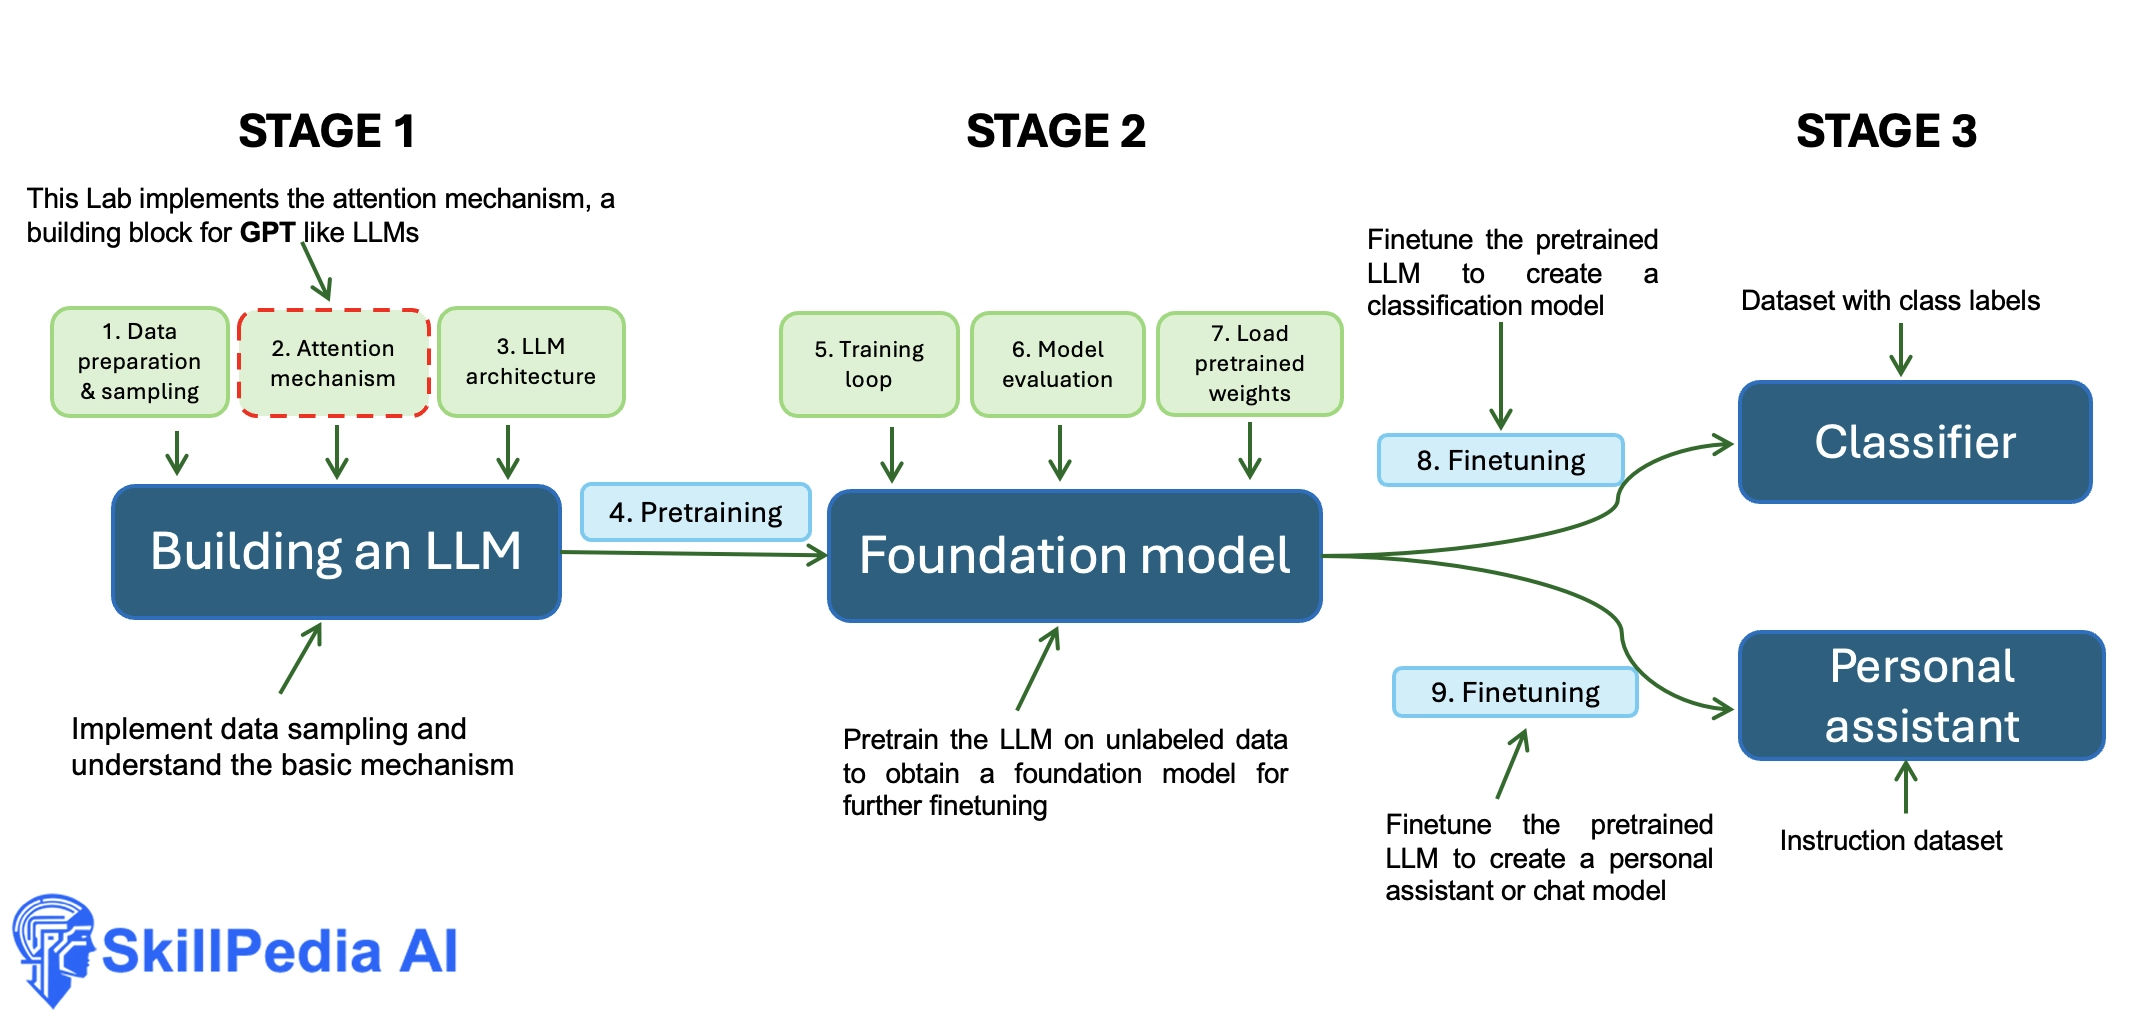 STAGE 1
STAGE 2
STAGE 3
This Lab implements the attention mechanism, a
building block for GPT like LLMs
1. Data
preparation
& sampling
2. Attention
mechanism
3. LLM
architecture
Building an LLM
Implement data sampling and
understand the basic mechanism
4. Pretraining
5. Training
loop
6. Model
evaluation
7. Load
pretrained
weights
Foundation model
Pretrain the LLM on unlabeled data
to obtain a foundation model for
further finetuning
Finetune the pretrained
LLM to create a
classification model
8. Finetuning
Dataset with class labels
Classifier
9. Finetuning
Finetune the pretrained
LLM to create a personal
assistant or chat model
Personal
assistant
Instruction dataset
SkillPedia AI